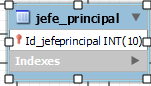 jefe_principal
Id_jefeprincipal INT(10)
Indexes